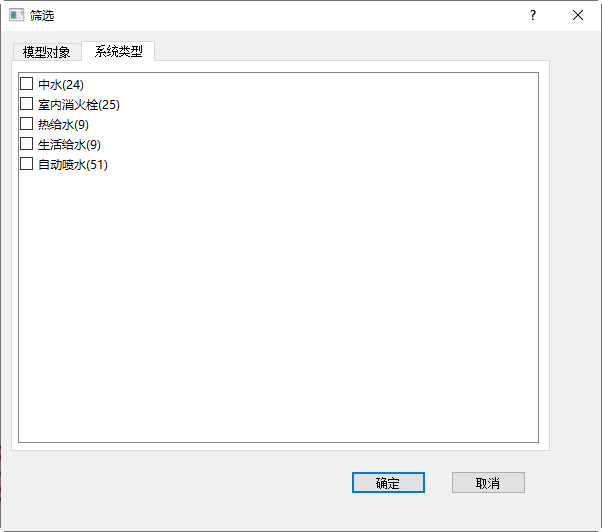 筛选
模型对象 系统类型
中水(24)
室内消火栓(25)
热给水(9)
生活给水(9)
自动喷水(51)
确定 取消